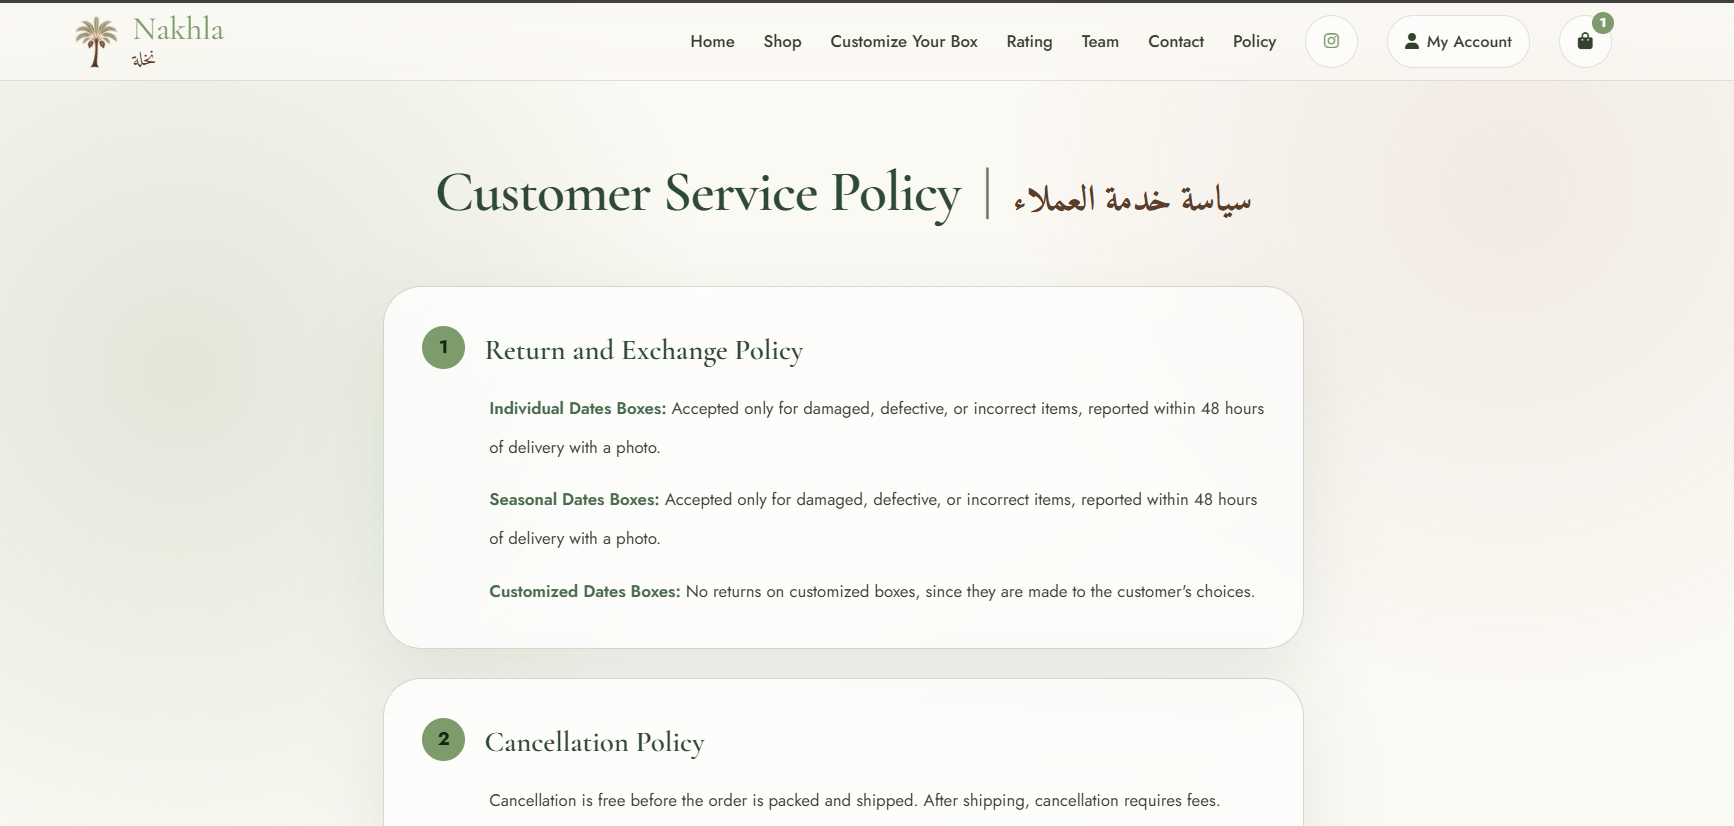 Nakhla
نخلة
Home Shop Customize Your Box Rating Team Contact Policy My Account 1
Customer Service Policy | سياسة خدمة العملاء
1 Return and Exchange Policy
Individual Dates Boxes: Accepted only for damaged, defective, or incorrect items, reported within 48 hours
of delivery with a photo.
Seasonal Dates Boxes: Accepted only for damaged, defective, or incorrect items, reported within 48 hours
of delivery with a photo.
Customized Dates Boxes: No returns on customized boxes, since they are made to the customer's choices.
2 Cancellation Policy
Cancellation is free before the order is packed and shipped. After shipping, cancellation requires fees.